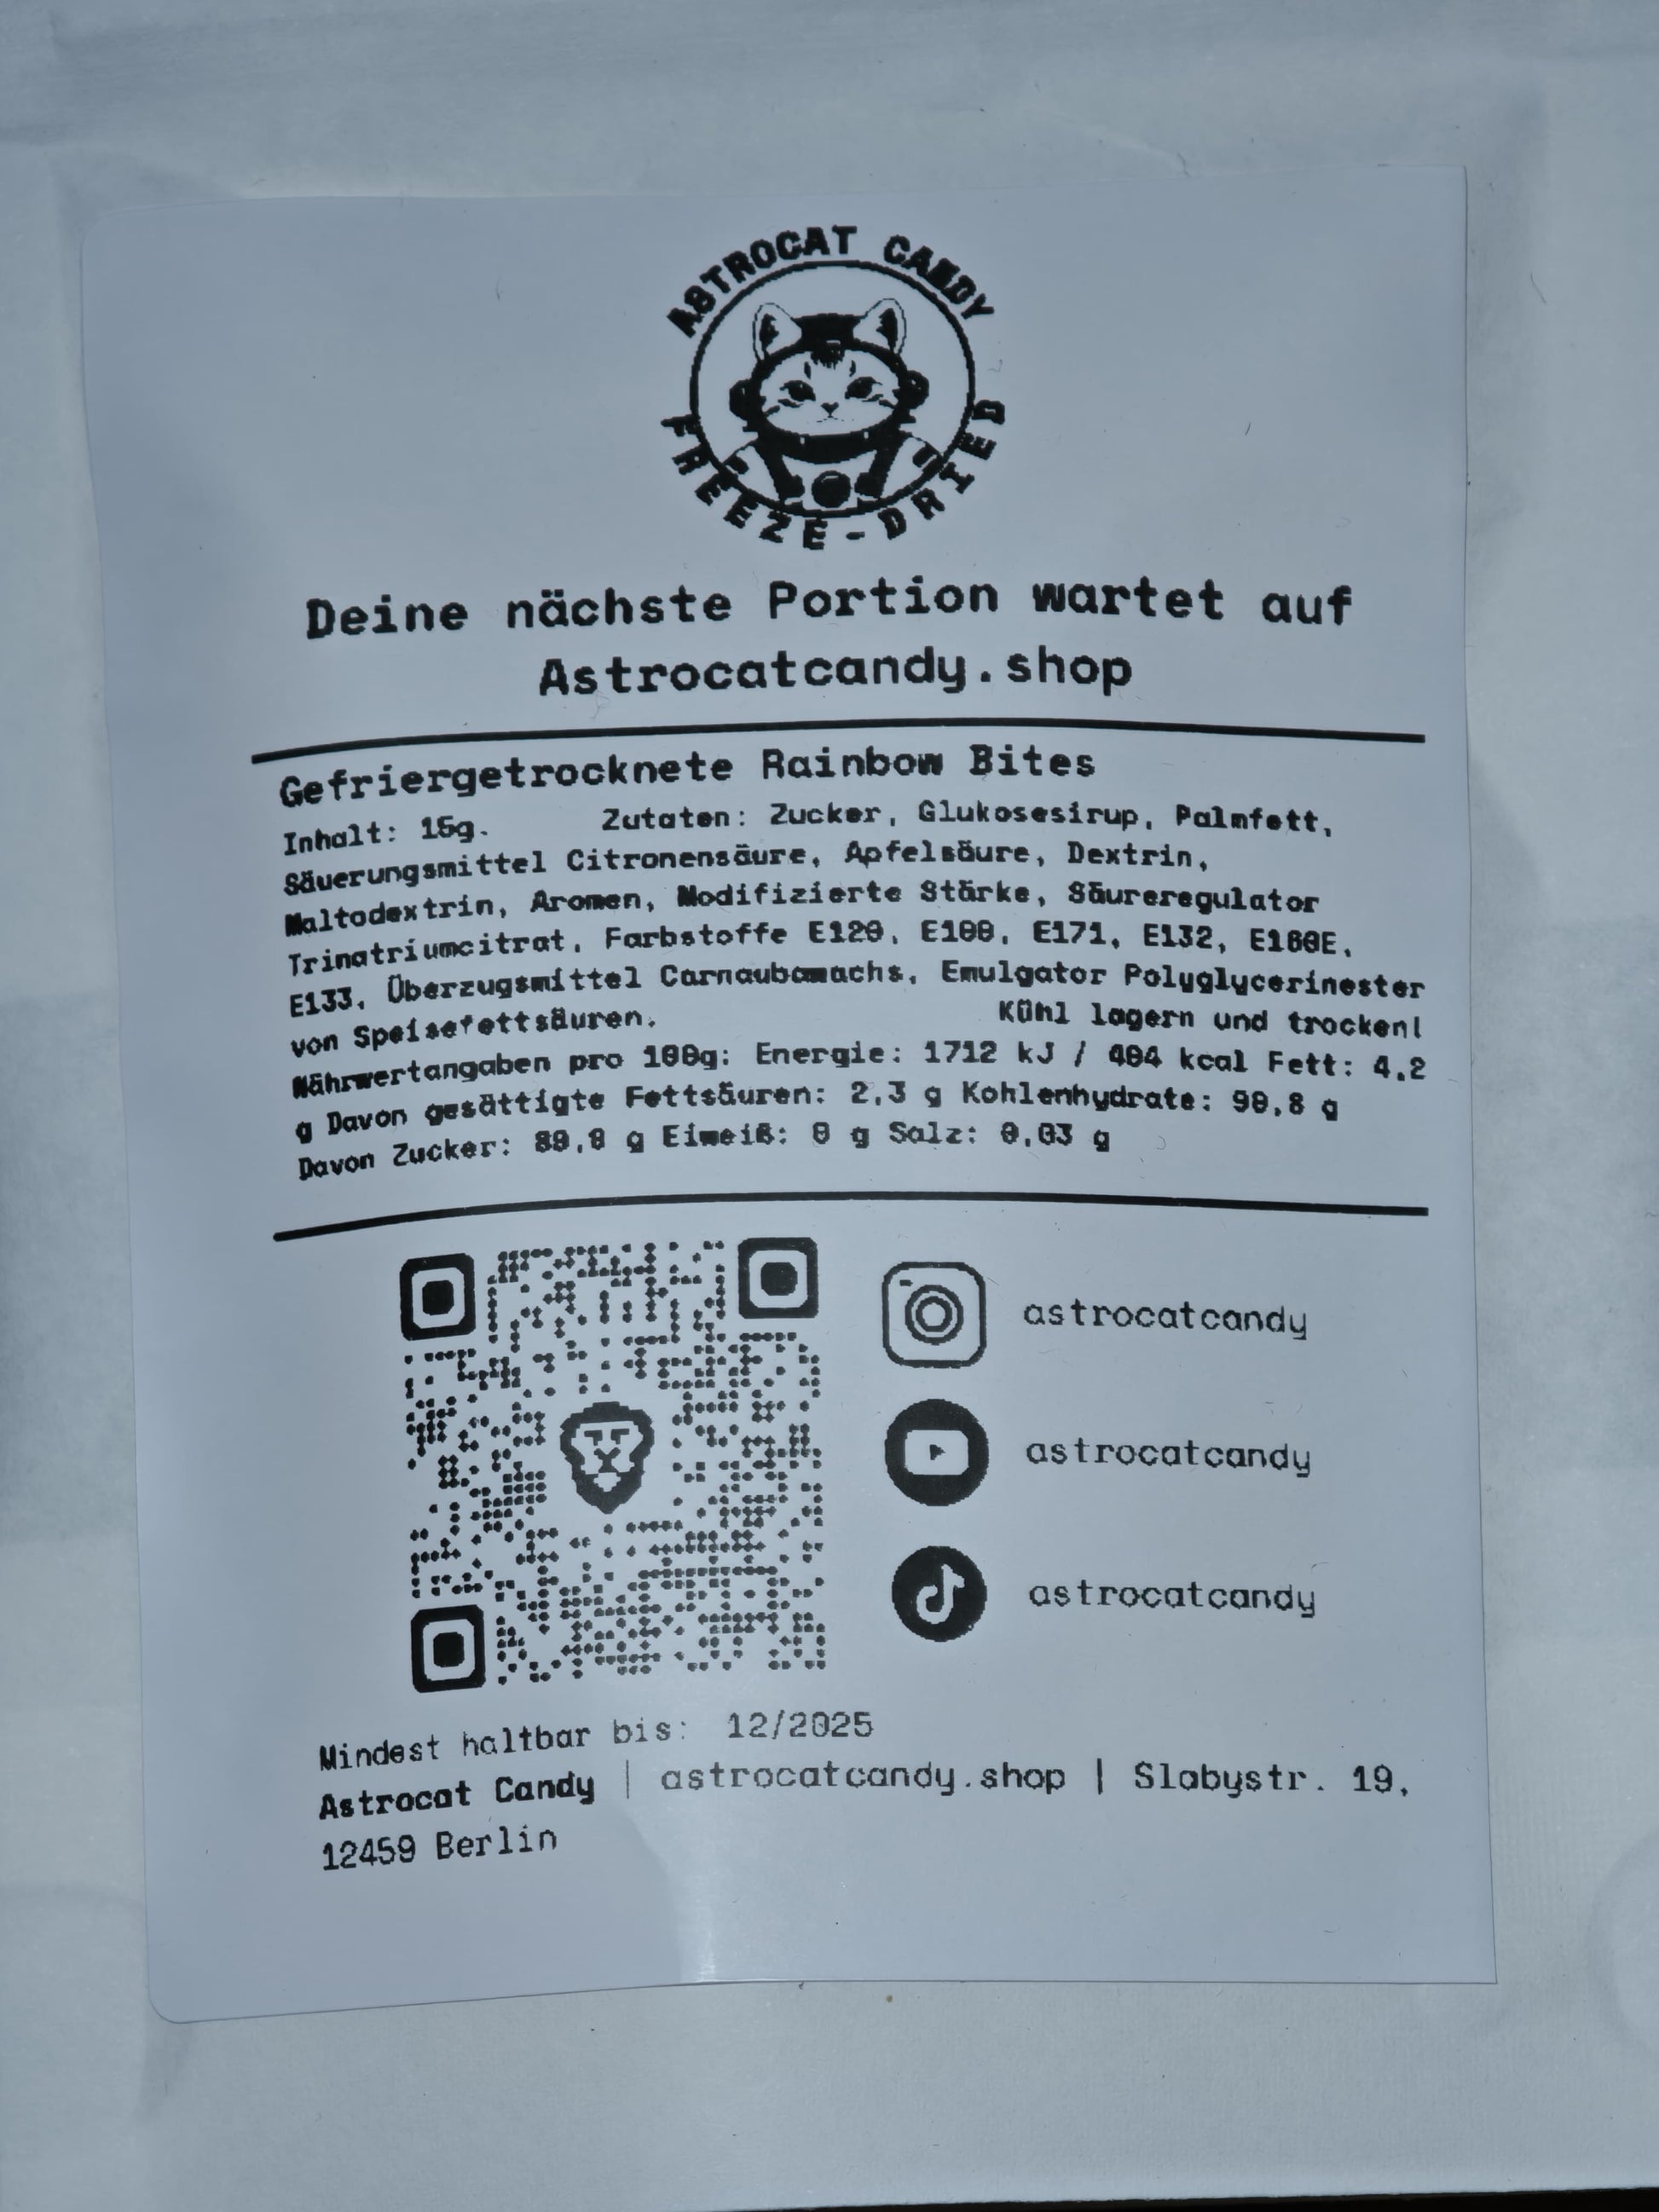 ASTROCAT CANDY
FREEZE-DRIED
Deine nächste Portion wartet auf
Astrocatcandy.shop
Gefriergetrocknete Rainbow Bites
Inhalt: 15g. Zutaten: Zucker, Glukosesirup, Palmfett,
Säuerungsmittel Citronensäure, Apfelsäure, Dextrin,
Maltodextrin, Aromen, Modifizierte Stärke, Säureregulator
Trinatriumcitrat, Farbstoffe E120, E100, E171, E132, E160E,
E133, Überzugsmittel Carnaubawachs, Emulgator Polyglycerinester
von Speisefettsäuren. Kühl lagern und trocken!
Nährwertangaben pro 100g: Energie: 1712 kJ / 404 kcal Fett: 4,2
g Davon gesättigte Fettsäuren: 2,3 g Kohlenhydrate: 90,8 g
Davon Zucker: g Eiweiß: 0 g Salz: 0,03 g
astrocatcandy
astrocatcandy
astrocatcandy
Mindest haltbar bis: 12/2025
Astrocat Candy | astrocatcandy.shop | Slabystr. 19,
12459 Berlin